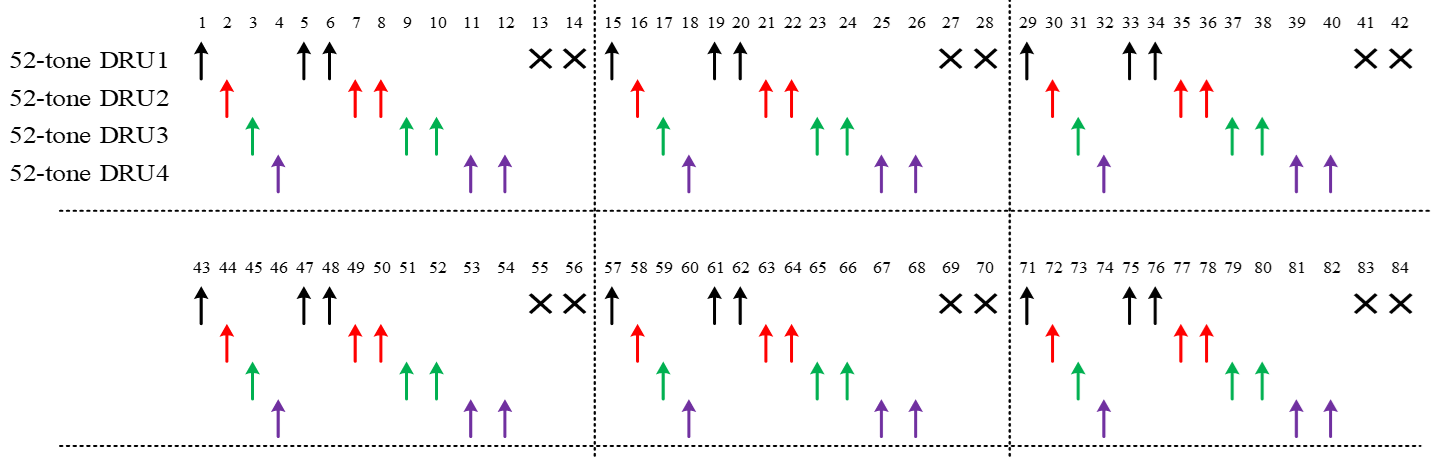 1 2 3 4 5 6 7 8 9 10 11 12 13 14 15 16 17 18 19 20 21 22 23 24 25 26 27 28 29 30 31 32 33 34 35 36 37 38 39 40 41 42
52-tone DRU1
52-tone DRU2
52-tone DRU3
52-tone DRU4
43 44 45 46 47 48 49 50 51 52 53 54 55 56 57 58 59 60 61 62 63 64 65 66 67 68 69 70 71 72 73 74 75 76 77 78 79 80 81 82 83 84